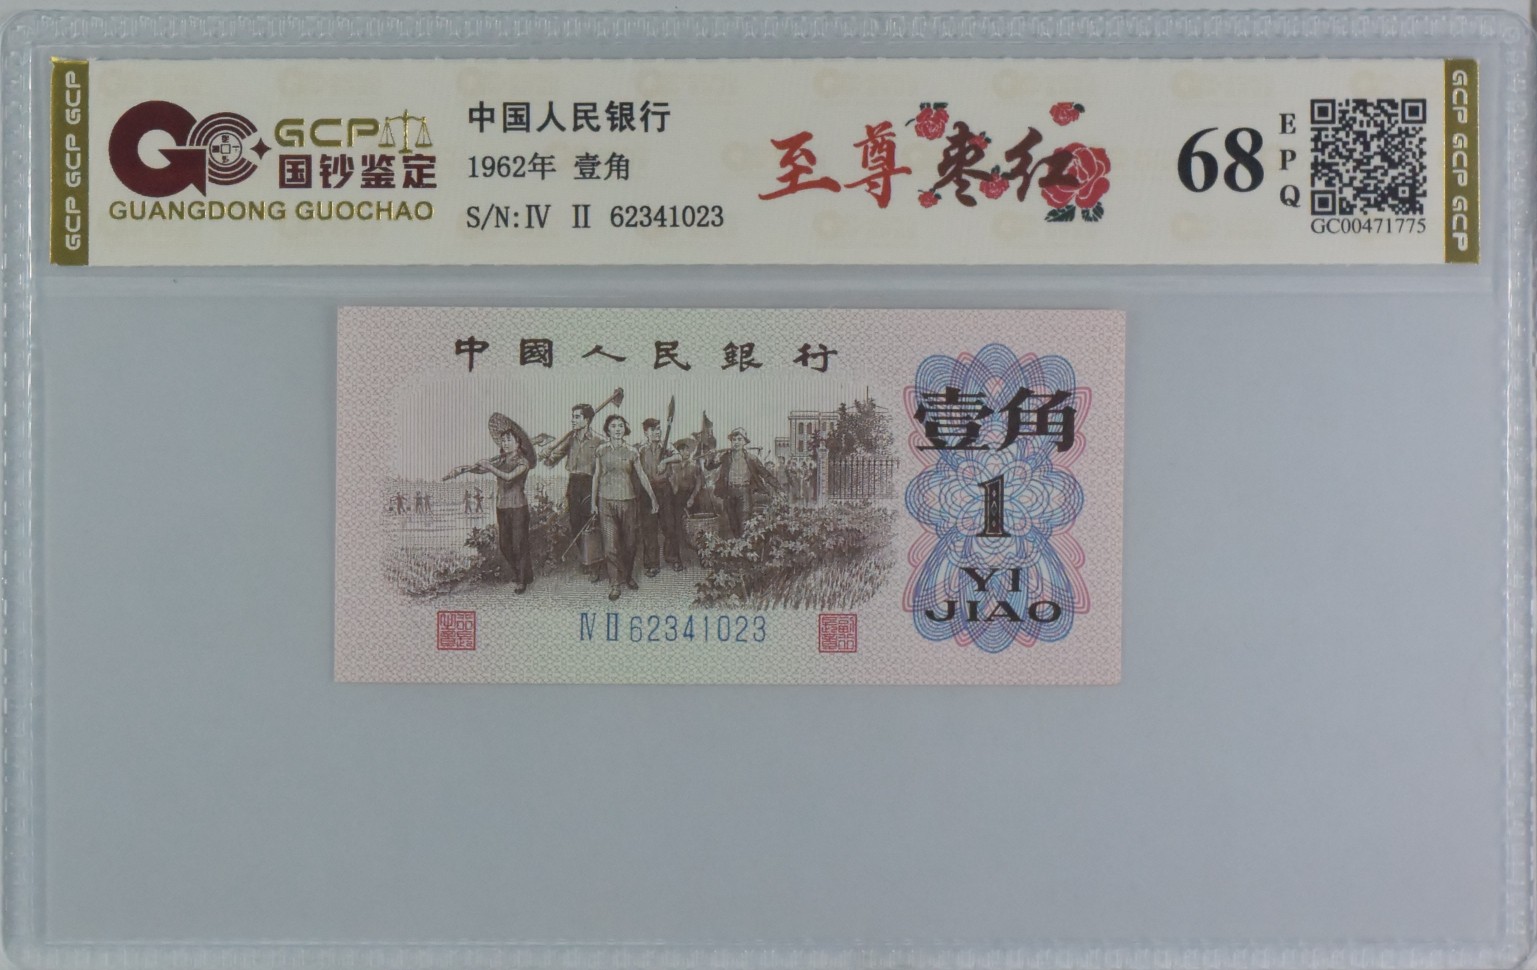 GCP GCP GCP
GCP
国钞鉴定
GUANGDONG GUOCHAO
中国人民银行
1962年 壹角
S/N:Ⅳ Ⅱ 62341023
至尊枣红
68
EPQ
GC00471775
GCP GCP GCP
中國人民銀行
壹角
1
YI
JIAO
Ⅳ Ⅱ 62341023